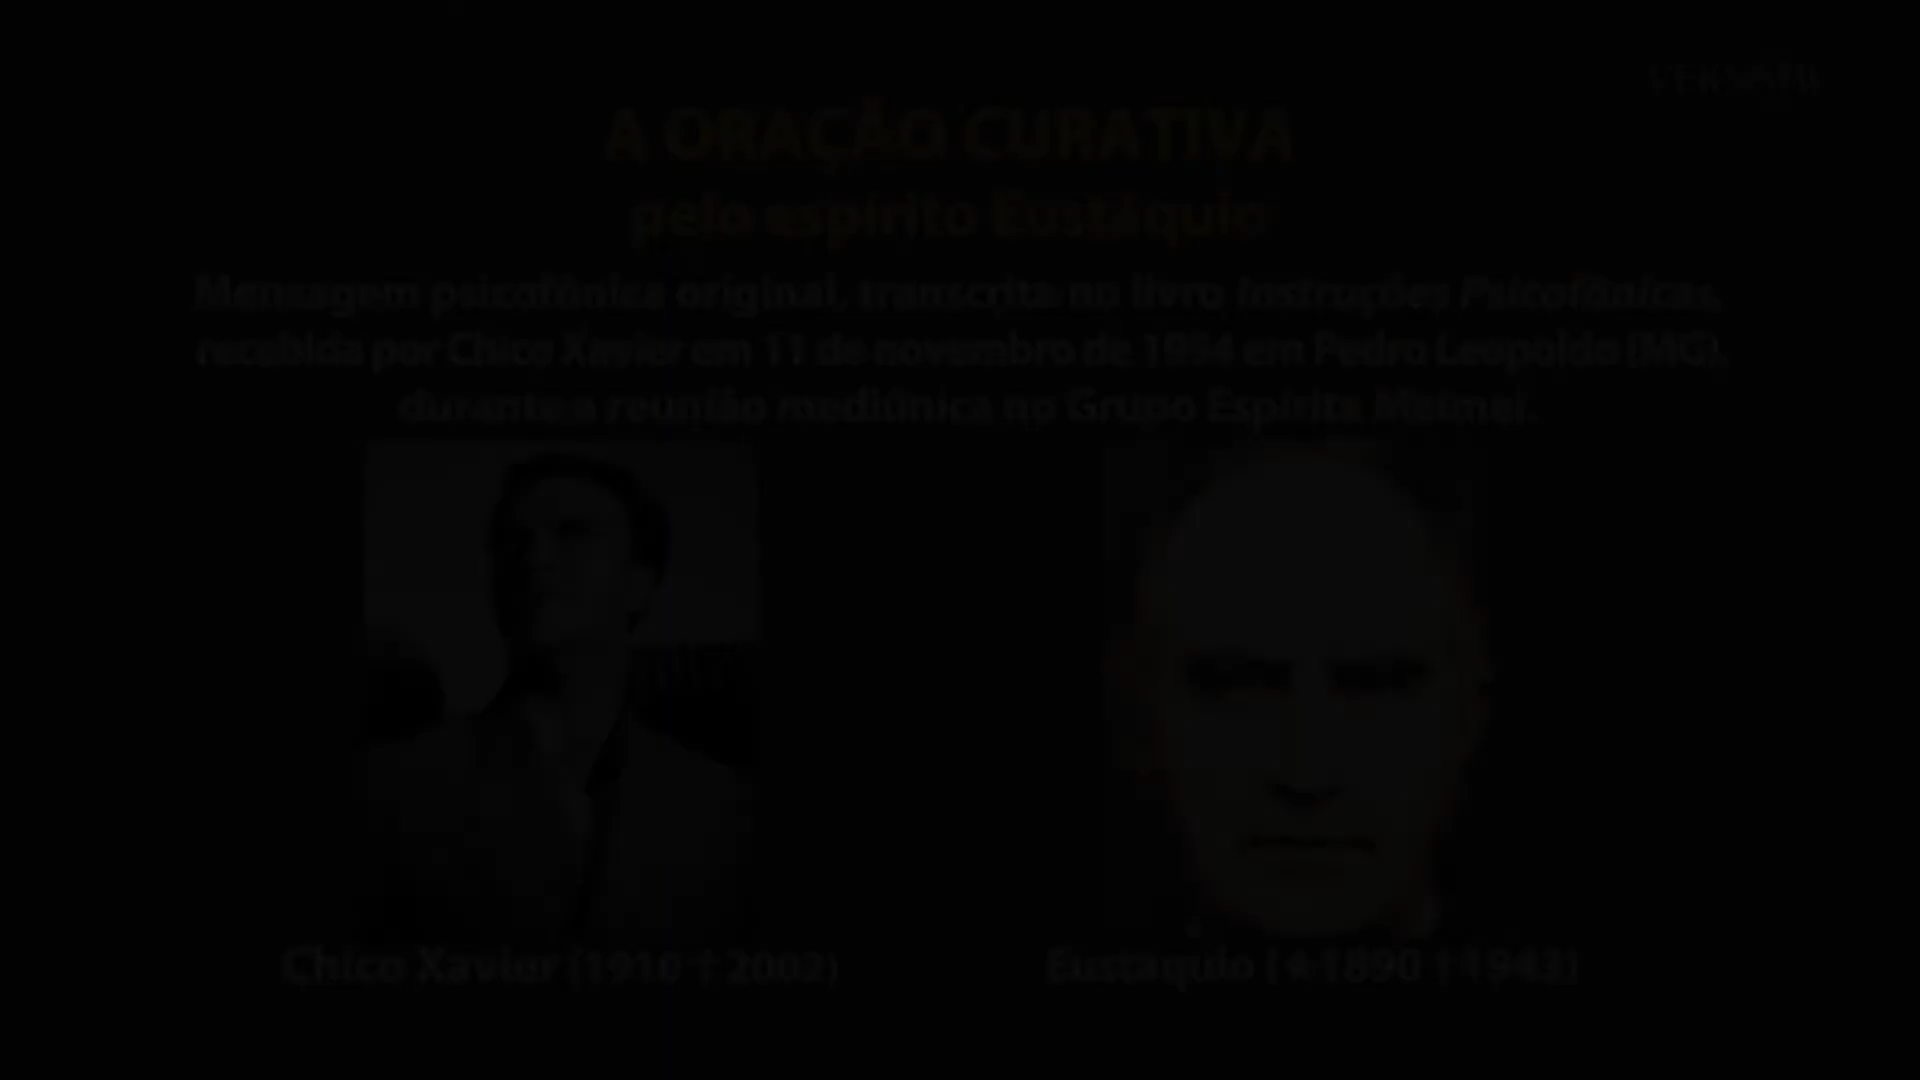 A ORAÇÃO CURATIVA
pelo espírito Eustáquio
Mensagem psicofônica original, transcrita no livro Instruções Psicofônicas,
recebida por Chico Xavier em 11 de novembro de 1954 em Pedro Leopoldo (MG),
durante a reunião mediúnica no Grupo Espírita Meimei.
Chico Xavier (1910 † 2002)
Eustáquio (★1890 †1943)